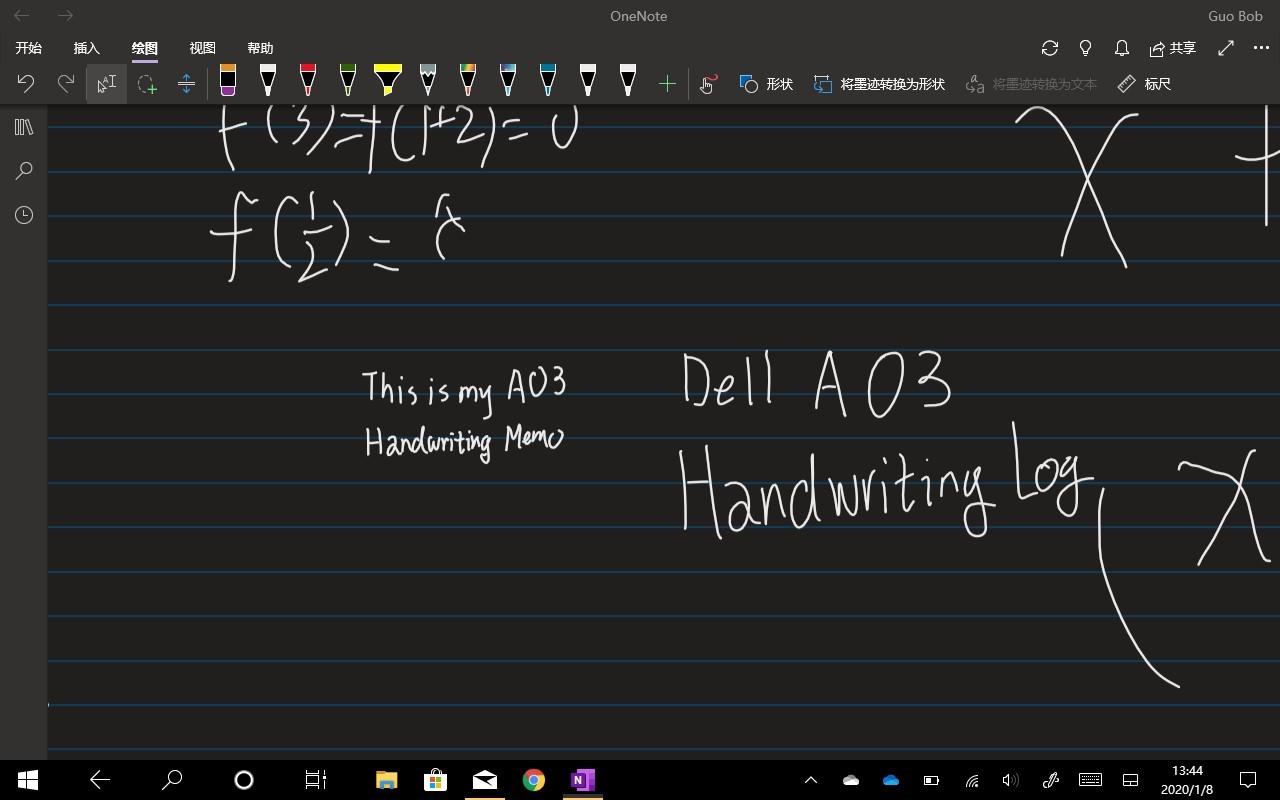 OneNote
Guo Bob
开始 插入 绘图 视图 帮助
共享
形状 将墨迹转换为形状 将墨迹转换为文本 标尺
f(3)=f(1+2)=0
f(1/2)=
X +
This is my A03
Handwriting Memo
Dell A03
Handwriting Log
( X
13:44
2020/1/8